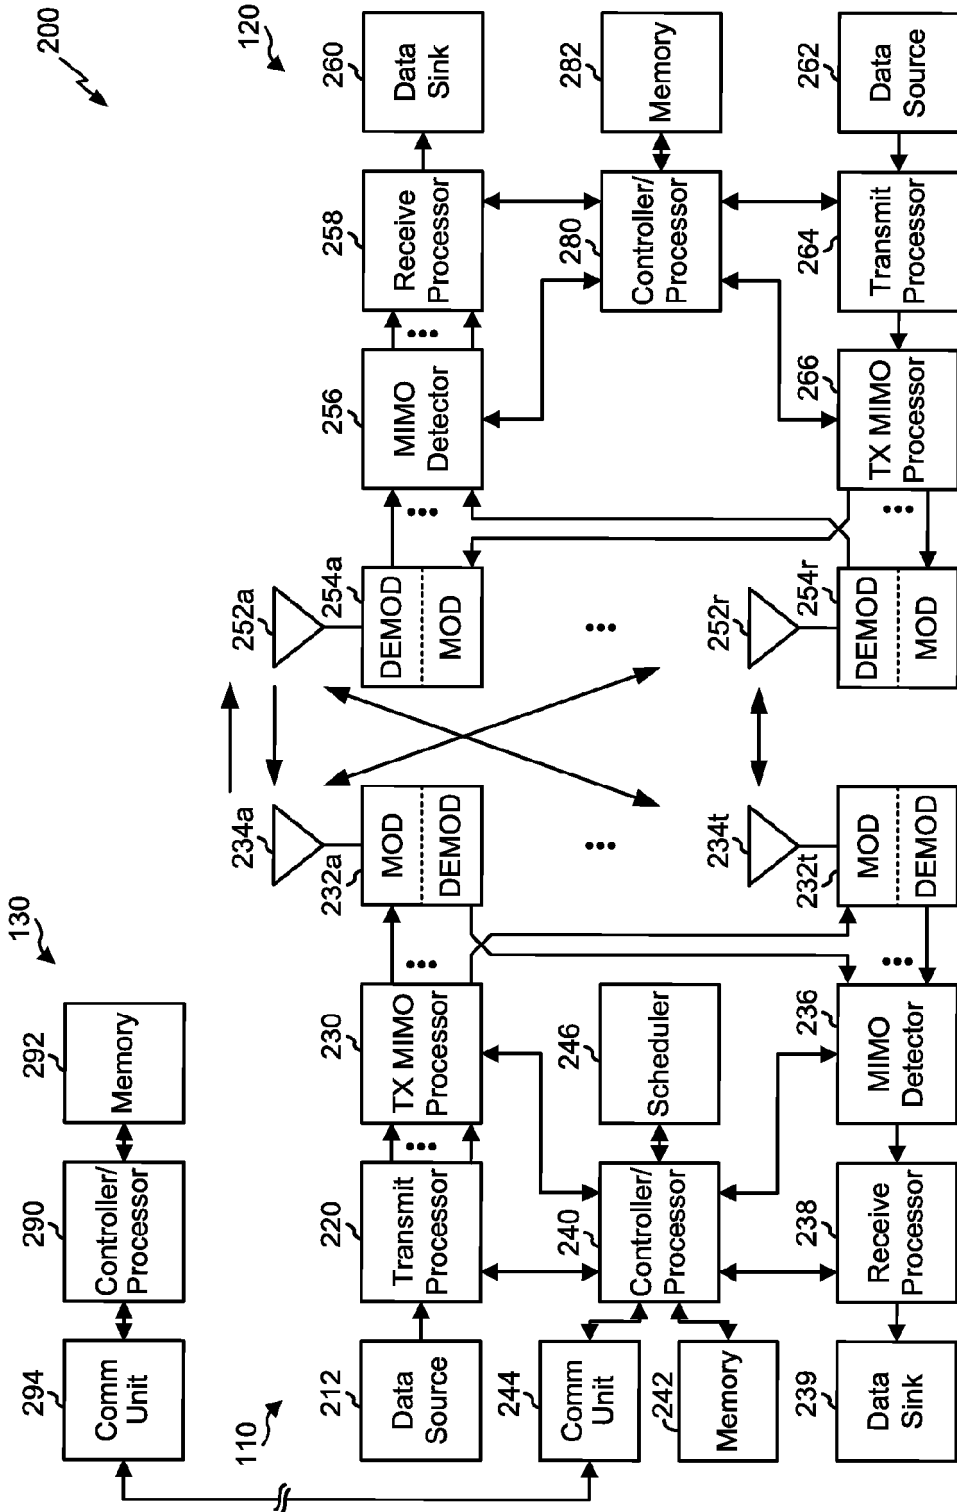 200
130
292
Memory
290
Controller/
Processor
294
Comm
Unit
110
120
212
Data
Source
220
Transmit
Processor
230
TX MIMO
Processor
232a
MOD
DEMOD
234a
252a
254a
DEMOD
MOD
256
MIMO
Detector
258
Receive
Processor
260
Data
Sink
244
Comm
Unit
242
Memory
240
Controller/
Processor
246
Scheduler
280
Controller/
Processor
282
Memory
239
Data
Sink
238
Receive
Processor
236
MIMO
Detector
232t
MOD
DEMOD
234t
252r
254r
DEMOD
MOD
266
TX MIMO
Processor
264
Transmit
Processor
262
Data
Source